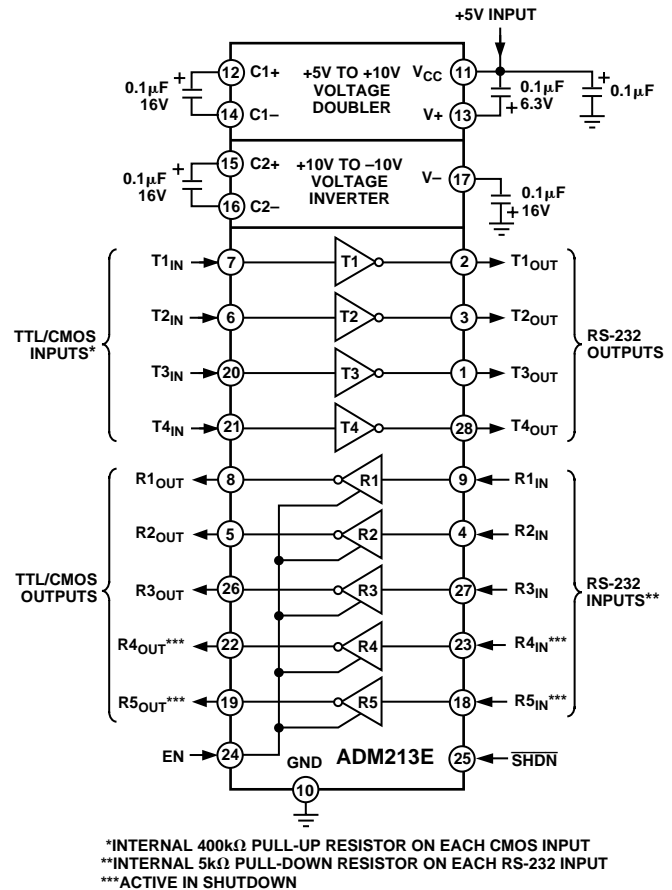 +5V INPUT
0.1µF
16V
+
12 C1+
14 C1–
+5V TO +10V
VOLTAGE
DOUBLER
VCC 11
V+ 13
+
0.1µF
6.3V
+
0.1µF
0.1µF
16V
+
15 C2+
16 C2–
+10V TO –10V
VOLTAGE
INVERTER
V– 17
+
0.1µF
16V
TTL/CMOS
INPUTS*
T1IN 7 T1 2 T1OUT
T2IN 6 T2 3 T2OUT
T3IN 20 T3 1 T3OUT
T4IN 21 T4 28 T4OUT
RS-232
OUTPUTS
TTL/CMOS
OUTPUTS
R1OUT 8 R1 9 R1IN
R2OUT 5 R2 4 R2IN
R3OUT 26 R3 27 R3IN
R4OUT*** 22 R4 23 R4IN***
R5OUT*** 19 R5 18 R5IN***
RS-232
INPUTS**
EN 24
GND
10
ADM213E
25 SHDN
*INTERNAL 400kΩ PULL-UP RESISTOR ON EACH CMOS INPUT
**INTERNAL 5kΩ PULL-DOWN RESISTOR ON EACH RS-232 INPUT
***ACTIVE IN SHUTDOWN